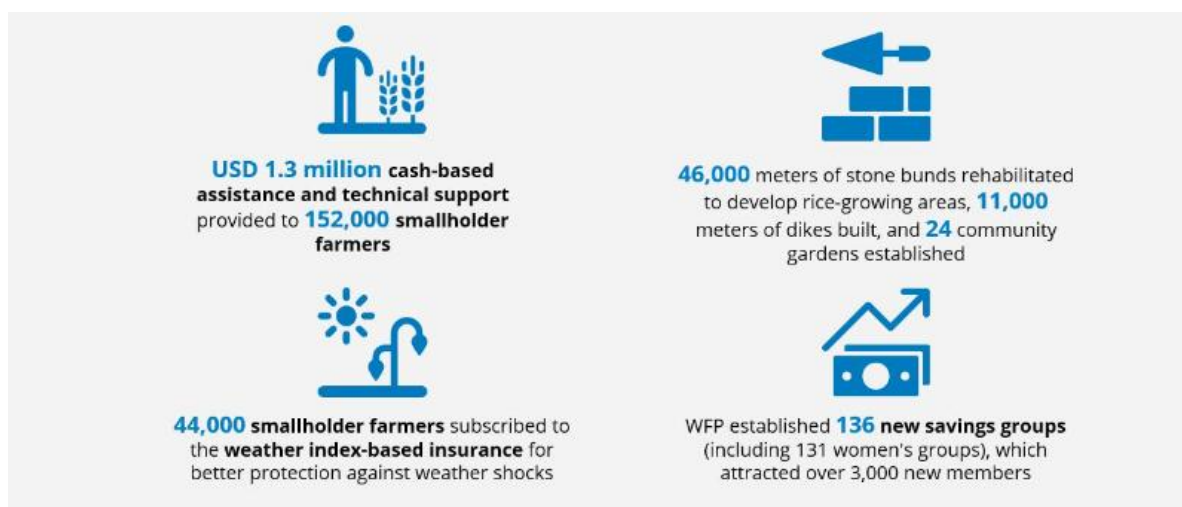 USD 1.3 million cash-based
assistance and technical support
provided to 152,000 smallholder
farmers
46,000 meters of stone bunds rehabilitated
to develop rice-growing areas, 11,000
meters of dikes built, and 24 community
gardens established
44,000 smallholder farmers subscribed to
the weather index-based insurance for
better protection against weather shocks
WFP established 136 new savings groups
(including 131 women's groups), which
attracted over 3,000 new members